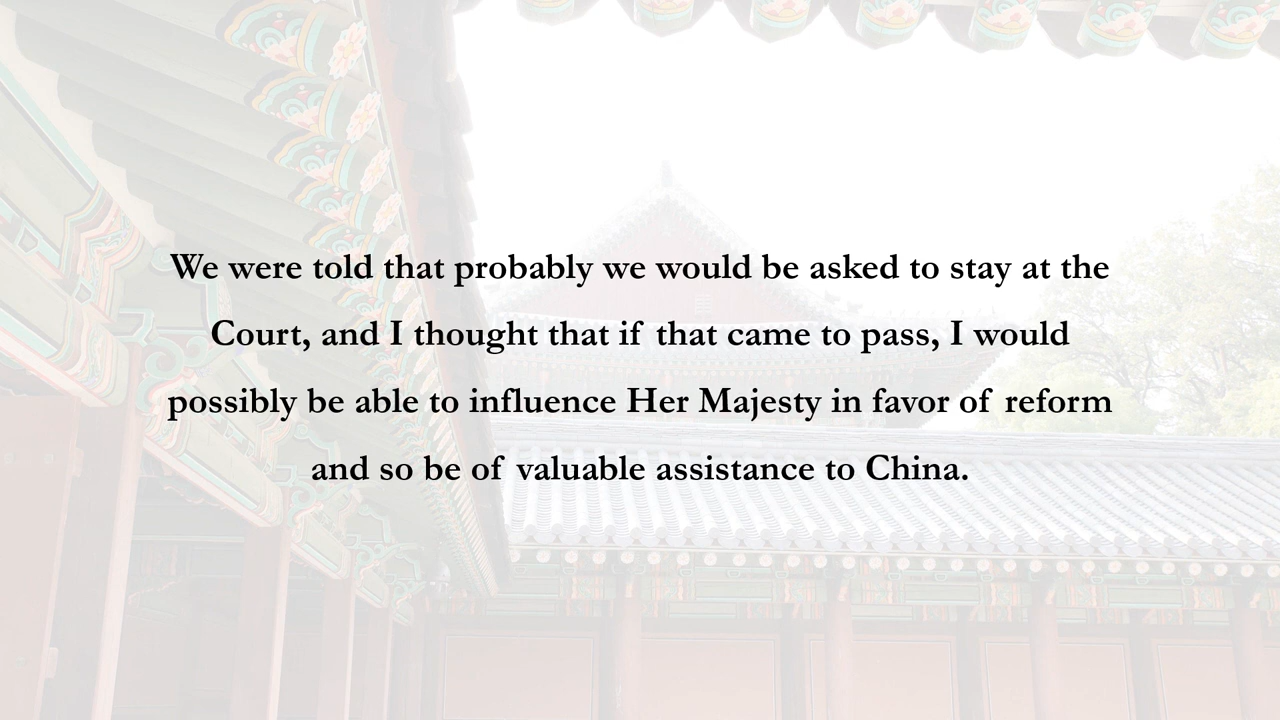 We were told that probably we would be asked to stay at the
Court, and I thought that if that came to pass, I would
possibly be able to influence Her Majesty in favor of reform
and so be of valuable assistance to China.